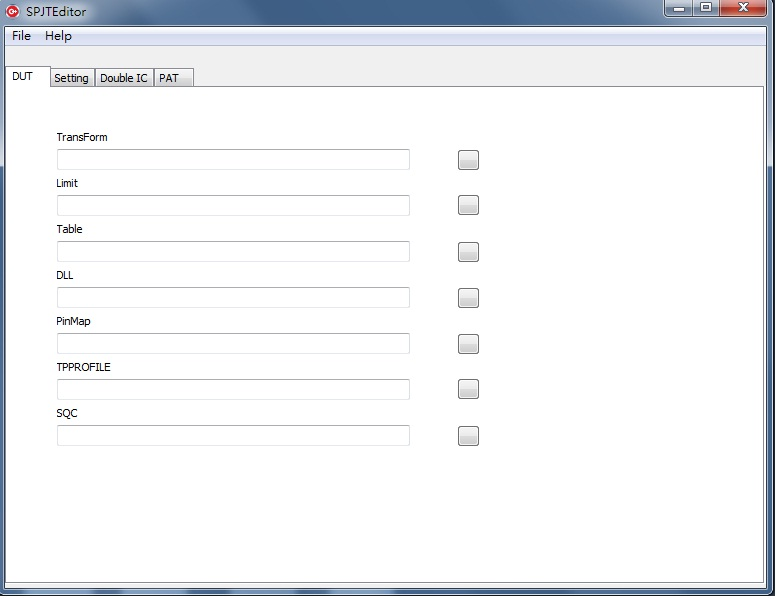 SPJTEditor
File Help
DUT Setting Double IC PAT
TransForm
Limit
Table
DLL
PinMap
TPPROFILE
SQC